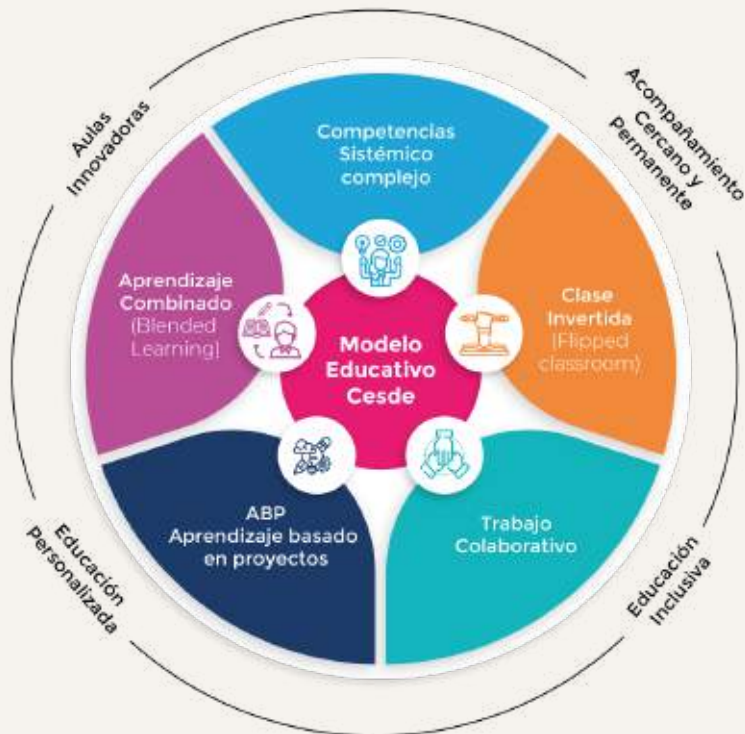 Aulas
Innovadoras
Acompañamiento
Cercano y
Permanente
Competencias
Sistémico
complejo
Aprendizaje
Combinado
(Blended
Learning)
Clase
Invertida
(Flipped
classroom)
Modelo
Educativo
Cesde
ABP
Aprendizaje basado
en proyectos
Trabajo
Colaborativo
Educación
Personalizada
Educación
Inclusiva